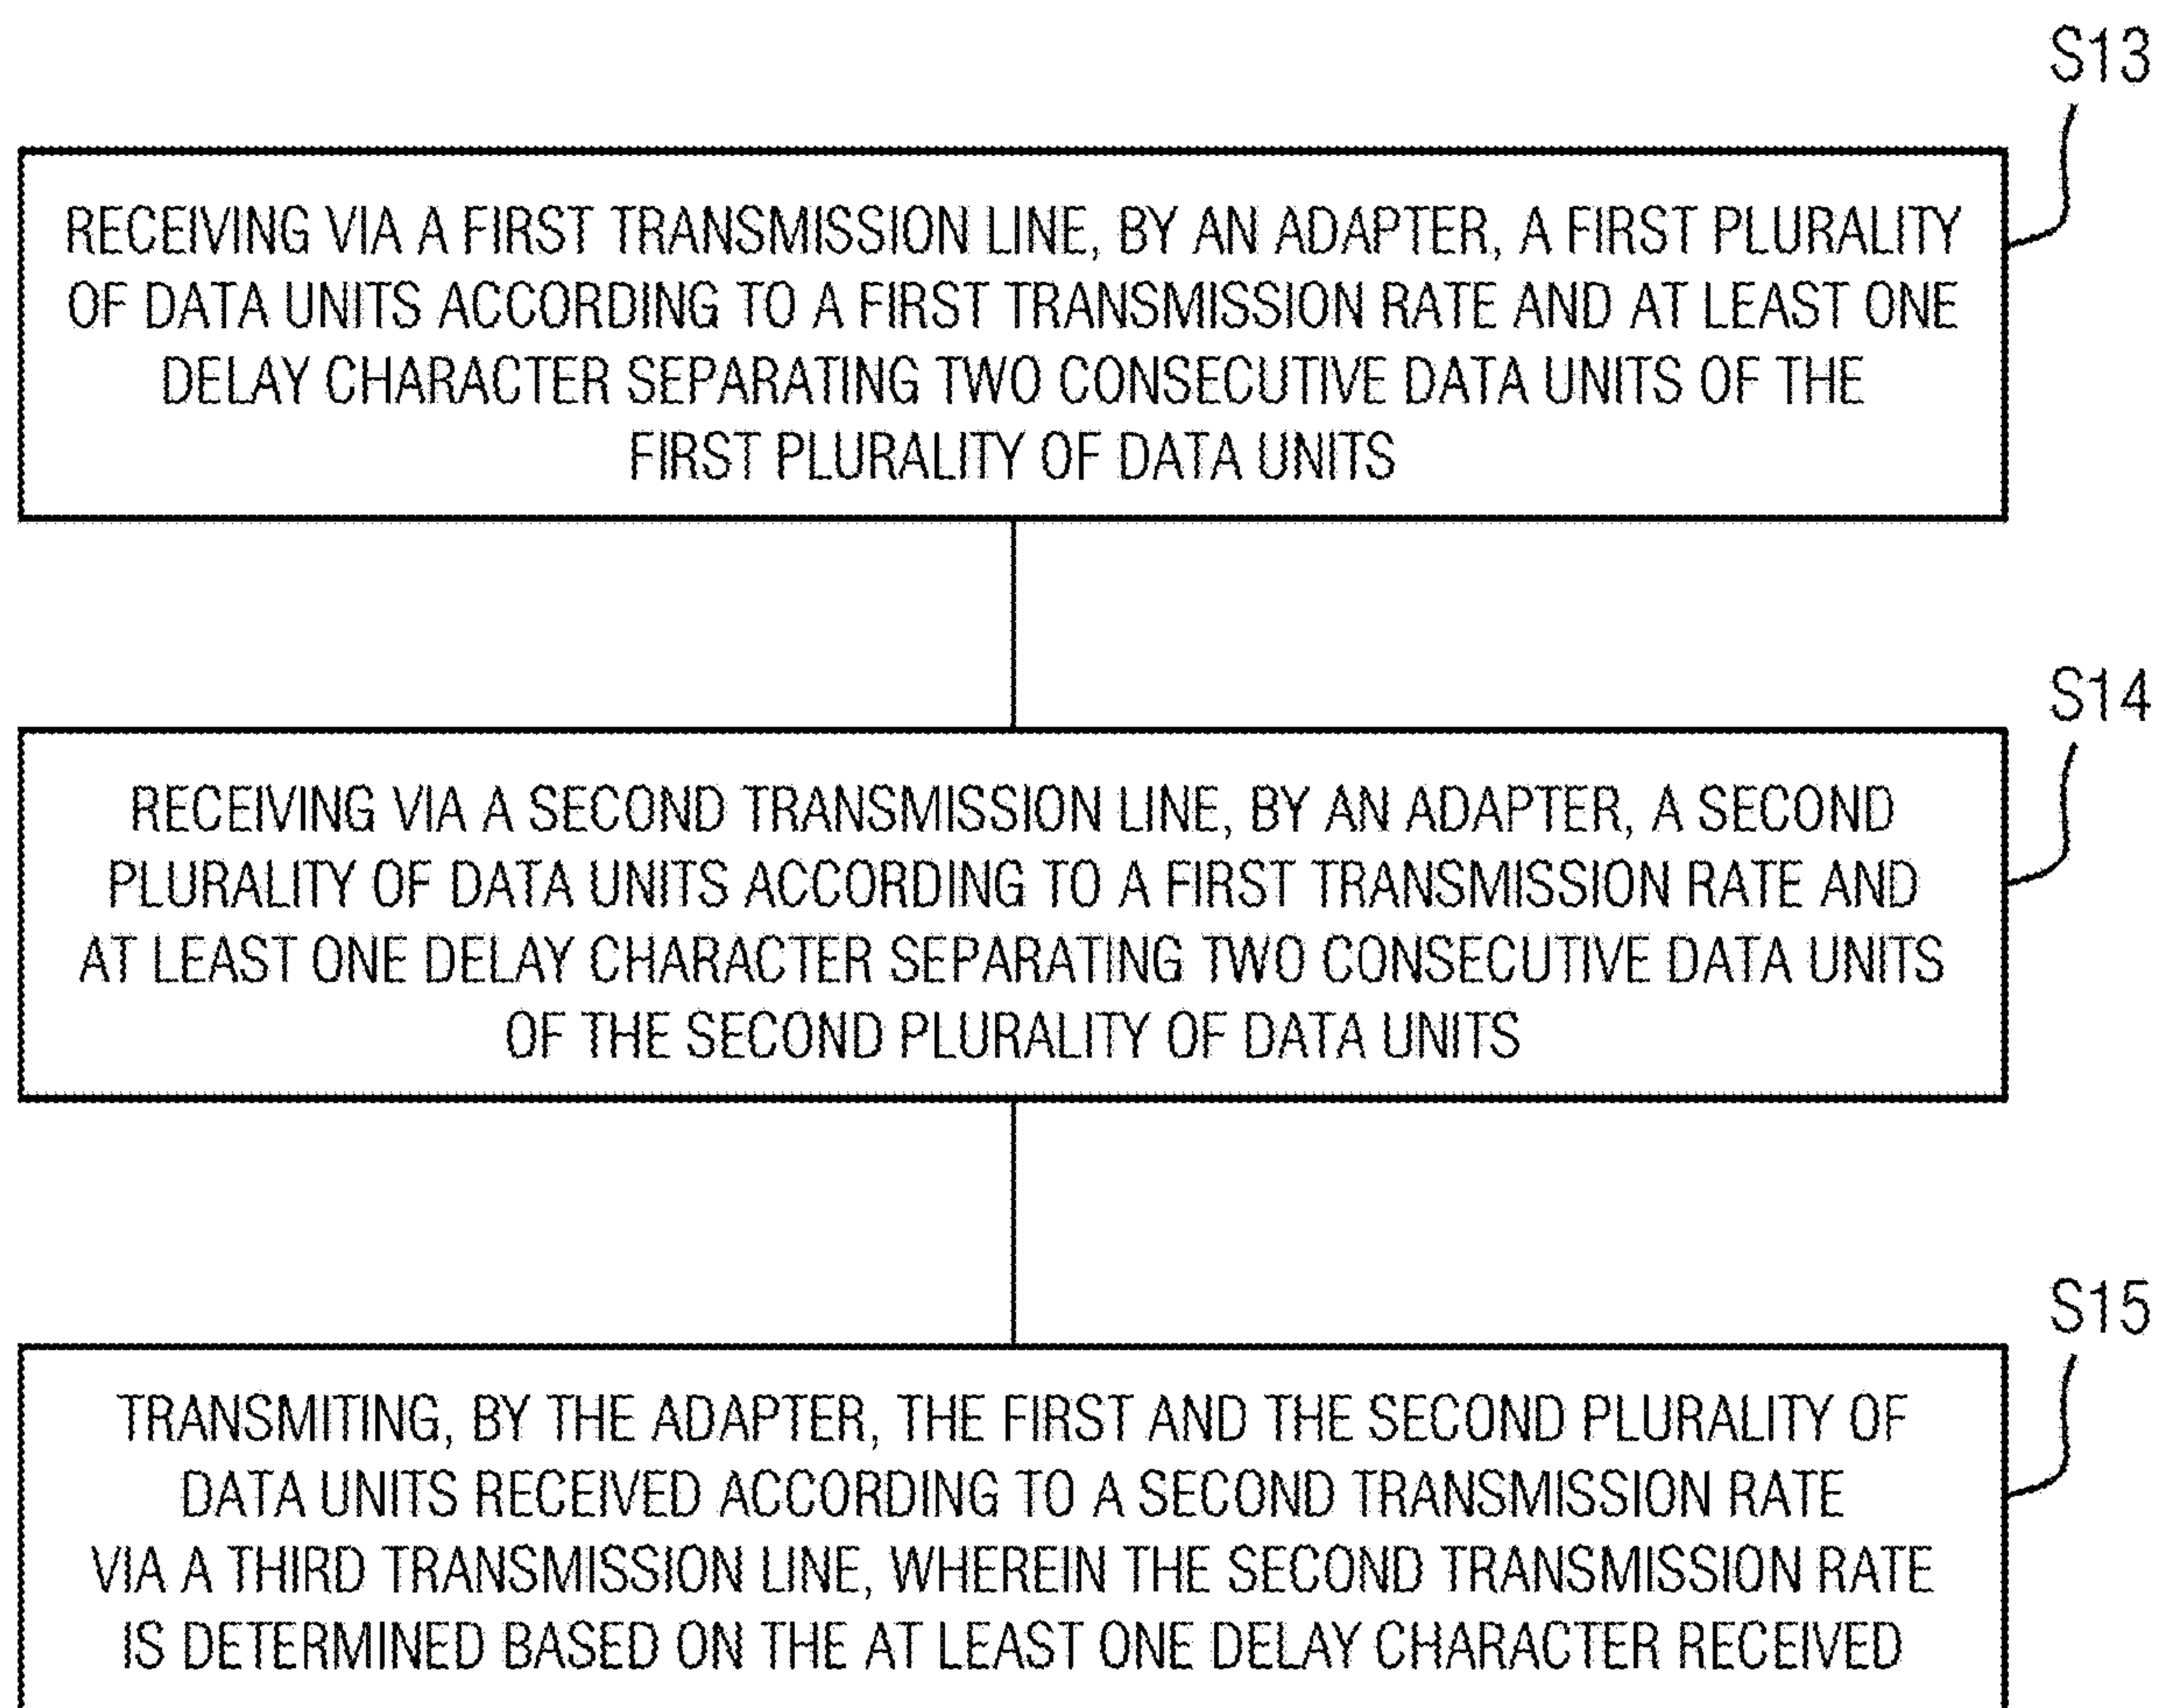 S13
RECEIVING VIA A FIRST TRANSMISSION LINE, BY AN ADAPTER, A FIRST PLURALITY
OF DATA UNITS ACCORDING TO A FIRST TRANSMISSION RATE AND AT LEAST ONE
DELAY CHARACTER SEPARATING TWO CONSECUTIVE DATA UNITS OF THE
FIRST PLURALITY OF DATA UNITS
S14
RECEIVING VIA A SECOND TRANSMISSION LINE, BY AN ADAPTER, A SECOND
PLURALITY OF DATA UNITS ACCORDING TO A FIRST TRANSMISSION RATE AND
AT LEAST ONE DELAY CHARACTER SEPARATING TWO CONSECUTIVE DATA UNITS
OF THE SECOND PLURALITY OF DATA UNITS
S15
TRANSMITING, BY THE ADAPTER, THE FIRST AND THE SECOND PLURALITY OF
DATA UNITS RECEIVED ACCORDING TO A SECOND TRANSMISSION RATE
VIA A THIRD TRANSMISSION LINE, WHEREIN THE SECOND TRANSMISSION RATE
IS DETERMINED BASED ON THE AT LEAST ONE DELAY CHARACTER RECEIVED